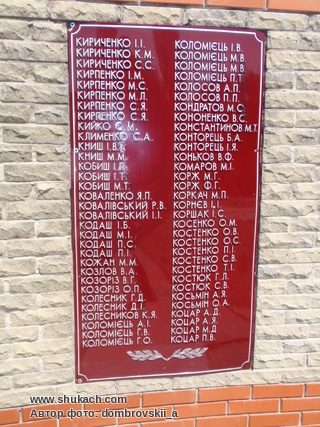 КИРИЧЕНКО І.І.
КИРИЧЕНКО К.М.
КИРИЧЕНКО С.С.
КИРПЕНКО І.М.
КИРПЕНКО М.С.
КИРПЕНКО М.Л.
КИРПЕНКО С.Я.
КИРПЕНКО С.Я.
КИЙКО С.М.
КЛИМЕНКО С.А.
КНИШ І.В.
КНИШ М.М.
КОБИШ І.Г.
КОБИШ І.Т.
КОБИШ М.Т.
КОВАЛЕНКО Я.П.
КОВАЛІВСЬКИЙ Р.В.
КОВАЛІВСЬКИЙ І.І.
КОДАШ І.Б.
КОДАШ М.І.
КОДАШ П.С.
КОДАШ П.І.
КОЖАН М.М.
КОЗЛОВ В.А.
КОЗОРІЗ В.Г.
КОЗОРІЗ О.П.
КОЛЕСНИК Г.Д.
КОЛЕСНИК Д.І.
КОЛЕСНИКОВ К.Я.
КОЛОМІЄЦЬ А.І.
КОЛОМІЄЦЬ Г.В.
КОЛОМІЄЦЬ Г.О.
КОЛОМІЄЦЬ І.В.
КОЛОМІЄЦЬ М.В.
КОЛОМІЄЦЬ М.В.
КОЛОМІЄЦЬ П.Т.
КОЛОСОВ А.П.
КОЛОСОВ П.П.
КОНДРАТОВ М.С.
КОНОНЕНКО В.С.
КОНСТАНТИНОВ М.Т.
КОНТОРЕЦЬ Б.А.
КОНТОРЕЦЬ І.Я.
КОНЬКОВ В.Ф.
КОМАРОВ М.І.
КОРЖ М.Г.
КОРЖ Ф.Г.
КОРКАЧ М.П.
КОРНЄВ І.І.
КОРШАК І.С.
КОСЕНКО О.М.
КОСТЕНКО О.В.
КОСТЕНКО О.С.
КОСТЕНКО П.І.
КОСТЕНКО С.В.
КОСТЕНКО Т.І.
КОСТЮК Г.Л.
КОСТЮК С.В.
КОСЬМІН А.Я.
КОСЬМІН О.А.
КОЦАР А.Д.
КОЦАР А.Я.
КОЦАР М.Д.
КОЦАР П.В.
www.shukach.com
Автор фото-dombrovskii_a